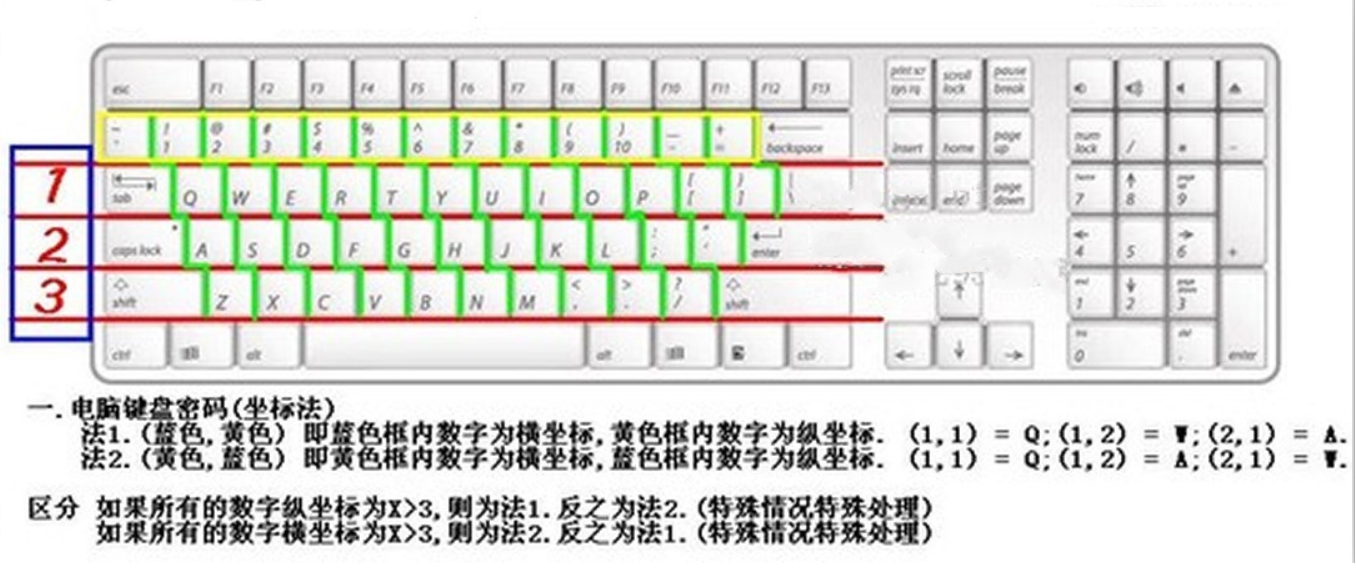 esc F1 F2 F3 F4 F5 F6 F7 F8 F9 F10 F11 F12 F13 print scr sys rq scroll lock pause break
~ ` ! 1 @ 2 # 3 $ 4 % 5 ^ 6 & 7 * 8 ( 9 ) 10 _ - + = backspace insert home page up num lock / * -
1 tab Q W E R T Y U I O P { [ } ] | \ end page down home 7 8 9
2 caps lock A S D F G H J K L : ; " ' enter 4 5 6 +
3 shift Z X C V B N M < , > . ? / shift end 1 2 3
ctrl alt alt ctrl 0 . enter
一.电脑键盘密码(坐标法)
法1.(蓝色,黄色) 即蓝色框内数字为横坐标,黄色框内数字为纵坐标. (1,1) = Q;(1,2) = W;(2,1) = A.
法2.(黄色,蓝色) 即黄色框内数字为横坐标,蓝色框内数字为纵坐标. (1,1) = Q;(1,2) = A;(2,1) = W.
区分 如果所有的数字纵坐标为X>3,则为法1.反之为法2.(特殊情况特殊处理)
如果所有的数字横坐标为X>3,则为法2.反之为法1.(特殊情况特殊处理)